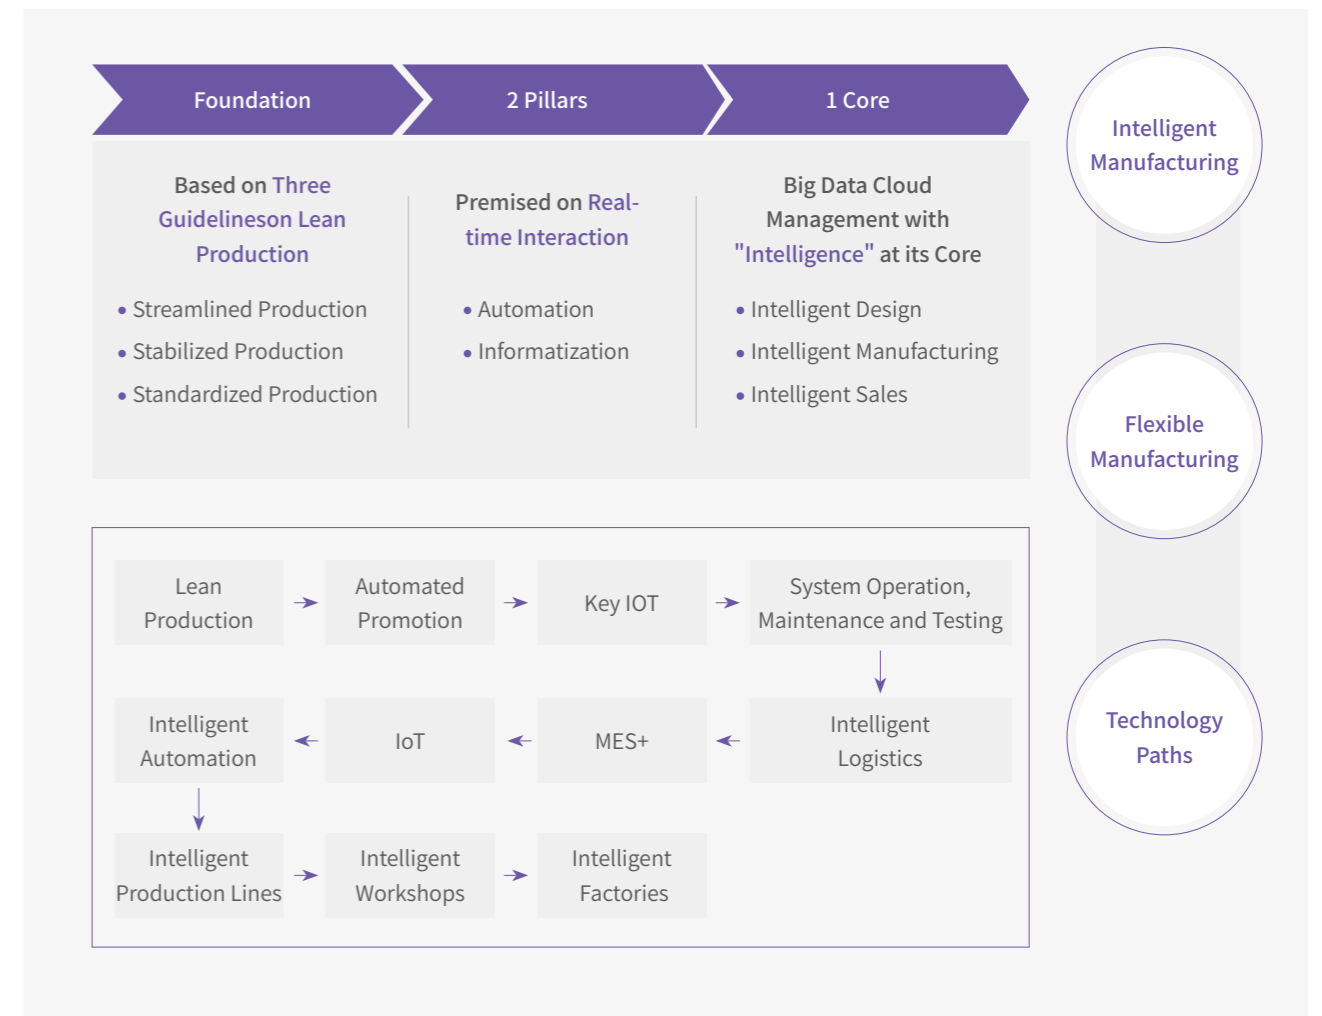 Foundation
2 Pillars
1 Core
Based on Three
Guidelineson Lean
Production
• Streamlined Production
• Stabilized Production
• Standardized Production
Premised on Real-
time Interaction
• Automation
• Informatization
Big Data Cloud
Management with
"Intelligence" at its Core
• Intelligent Design
• Intelligent Manufacturing
• Intelligent Sales
Intelligent
Manufacturing
Flexible
Manufacturing
Technology
Paths
Lean
Production
Automated
Promotion
Key IOT
System Operation,
Maintenance and Testing
Intelligent
Logistics
MES+
IoT
Intelligent
Automation
Intelligent
Production Lines
Intelligent
Workshops
Intelligent
Factories